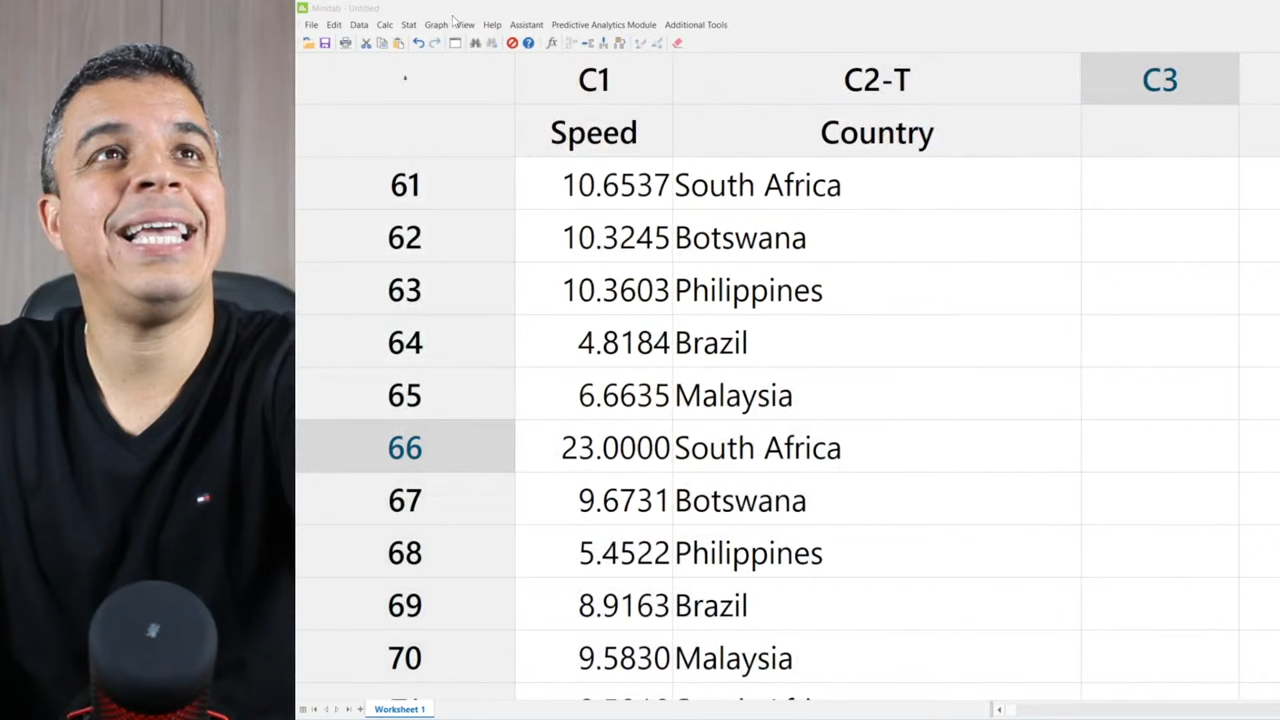 Minitab - Untitled
File Edit Data Calc Stat Graph View Help Assistant Predictive Analytics Module Additional Tools
C1 C2-T C3
Speed Country
61 10.6537 South Africa
62 10.3245 Botswana
63 10.3603 Philippines
64 4.8184 Brazil
65 6.6635 Malaysia
66 23.0000 South Africa
67 9.6731 Botswana
68 5.4522 Philippines
69 8.9163 Brazil
70 9.5830 Malaysia
Worksheet 1